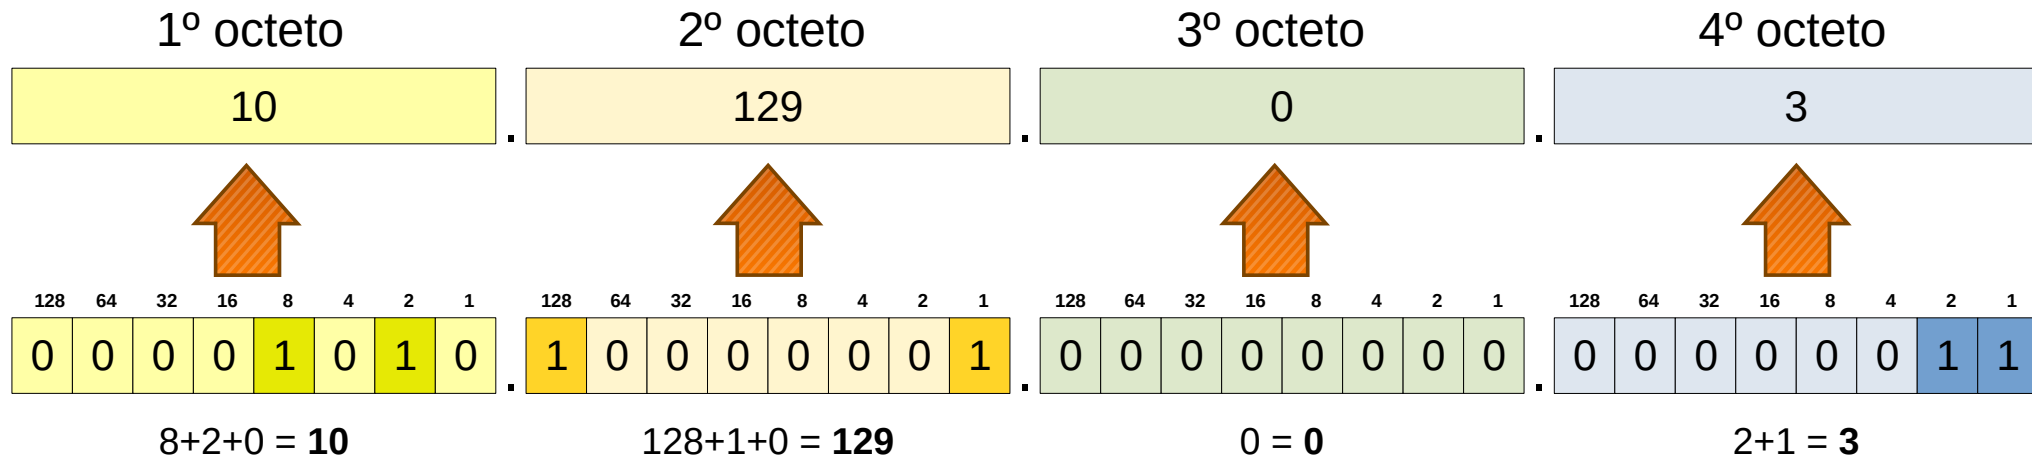 1º octeto 2º octeto 3º octeto 4º octeto
10 . 129 . 0 . 3
128 64 32 16 8 4 2 1 128 64 32 16 8 4 2 1 128 64 32 16 8 4 2 1 128 64 32 16 8 4 2 1
0 0 0 0 1 0 1 0 . 1 0 0 0 0 0 0 1 . 0 0 0 0 0 0 0 0 . 0 0 0 0 0 0 1 1
8+2+0 = 10 128+1+0 = 129 0 = 0 2+1 = 3